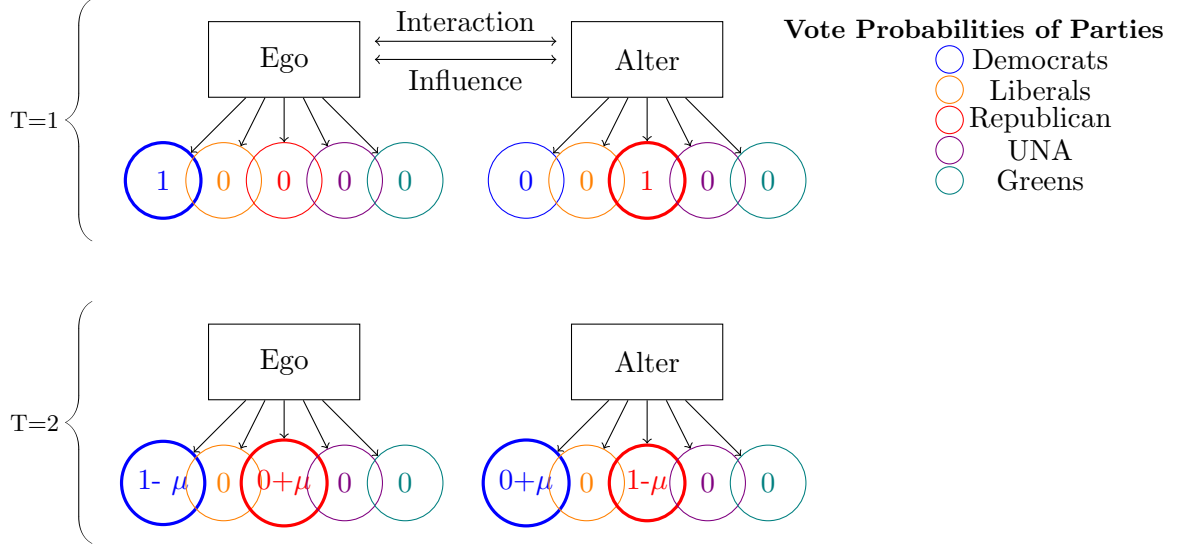 Interaction
Vote Probabilities of Parties
Ego
Alter
Democrats
Influence
Liberals
T=1
Republican
UNA
1 0 0 0 0
0 0 1 0 0
Greens
Ego
Alter
T=2
1- μ 0 0+μ 0 0
0+μ 0 1-μ 0 0